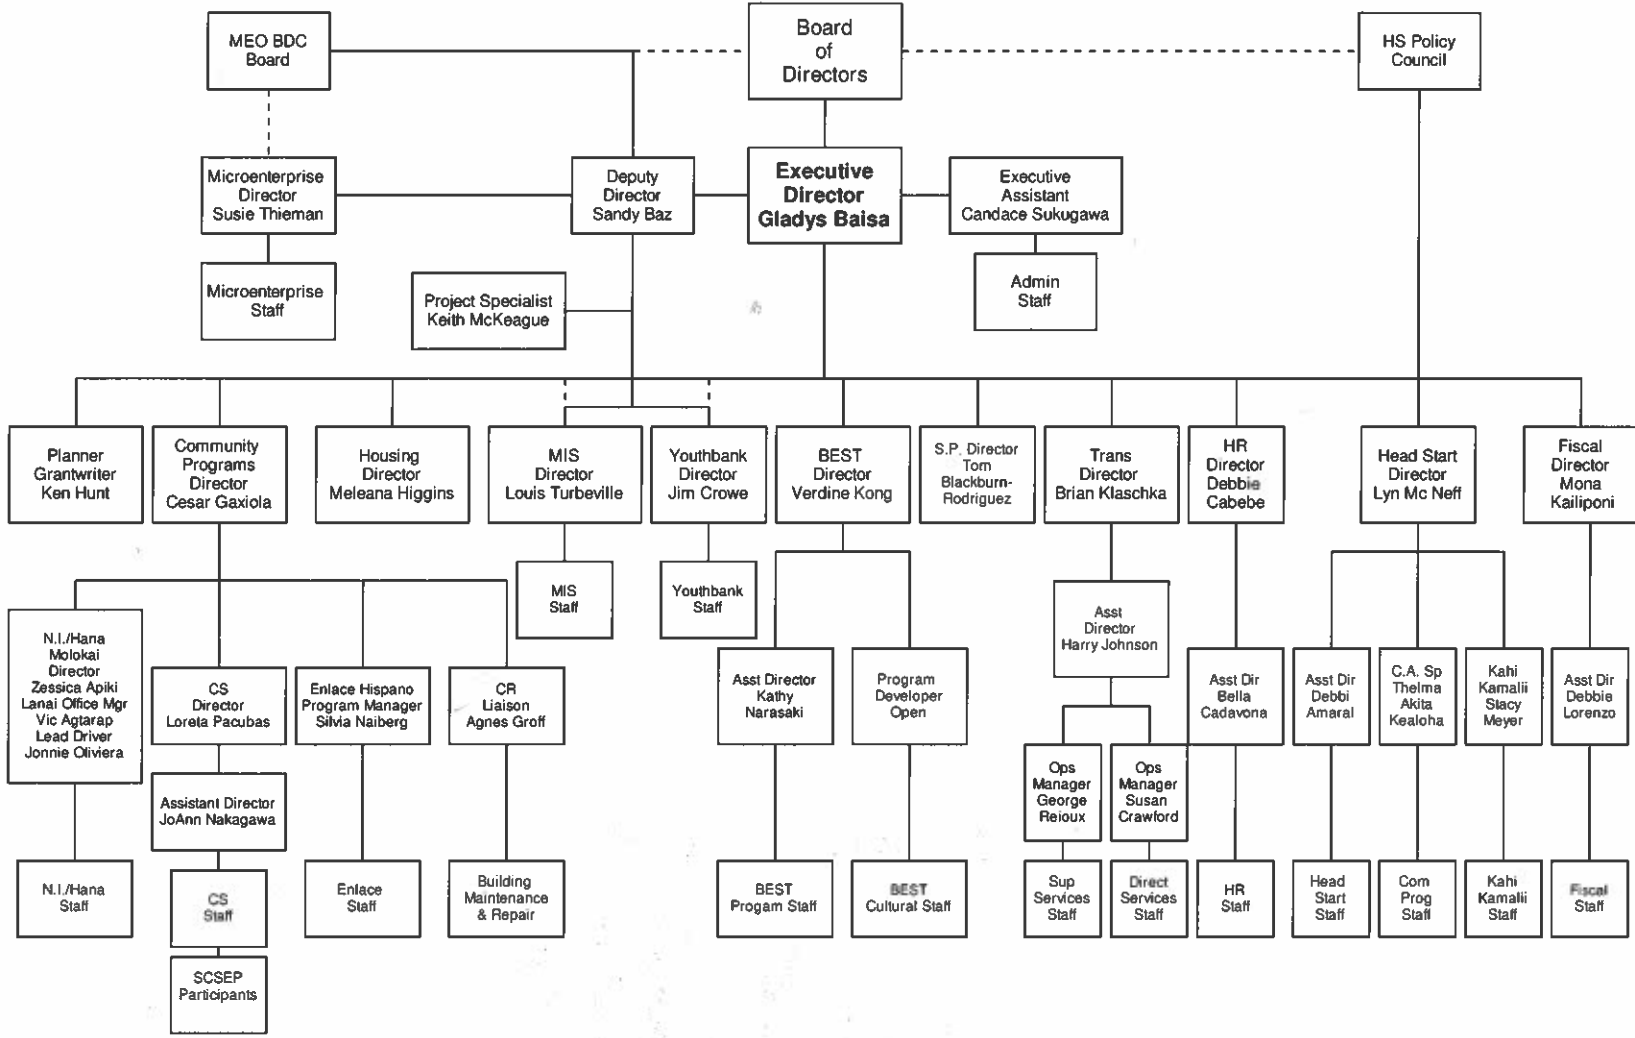 MEO BDC
Board
Board
of
Directors
HS Policy
Council
Microenterprise
Director
Susie Thieman
Deputy
Director
Sandy Baz
Executive
Director
Gladys Baisa
Executive
Assistant
Candace Sukugawa
Microenterprise
Staff
Project Specialist
Keith McKeague
Admin
Staff
Planner
Grantwriter
Ken Hunt
Community
Programs
Director
Cesar Gaxiola
Housing
Director
Meleana Higgins
MIS
Director
Louis Turbeville
Youthbank
Director
Jim Crowe
BEST
Director
Verdine Kong
S.P. Director
Tom
Blackburn-
Rodriguez
Trans
Director
Brian Klaschka
HR
Director
Debbie
Cabebe
Head Start
Director
Lyn Mc Neff
Fiscal
Director
Mona
Kailiponi
MIS
Staff
Youthbank
Staff
Asst
Director
Harry Johnson
N.I./Hana
Molokai
Director
Zessica Apiki
Lanai Office Mgr
Vic Agtarap
Lead Driver
Jonnie Oliviera
CS
Director
Loreta Pacubas
Enlace Hispano
Program Manager
Silvia Naiberg
CR
Liaison
Agnes Groff
Asst Director
Kathy
Narasaki
Program
Developer
Open
Asst Dir
Bella
Cadavona
Asst Dir
Debbi
Amaral
C.A. Sp
Thelma
Akita
Kealoha
Kahi
Kamalii
Stacy
Meyer
Asst Dir
Debbie
Lorenzo
Assistant Director
JoAnn Nakagawa
Ops
Manager
George
Reioux
Ops
Manager
Susan
Crawford
N.I./Hana
Staff
CS
Staff
Enlace
Staff
Building
Maintenance
& Repair
BEST
Progam Staff
BEST
Cultural Staff
Sup
Services
Staff
Direct
Services
Staff
HR
Staff
Head
Start
Staff
Com
Prog
Staff
Kahi
Kamalii
Staff
Fiscal
Staff
SCSEP
Participants